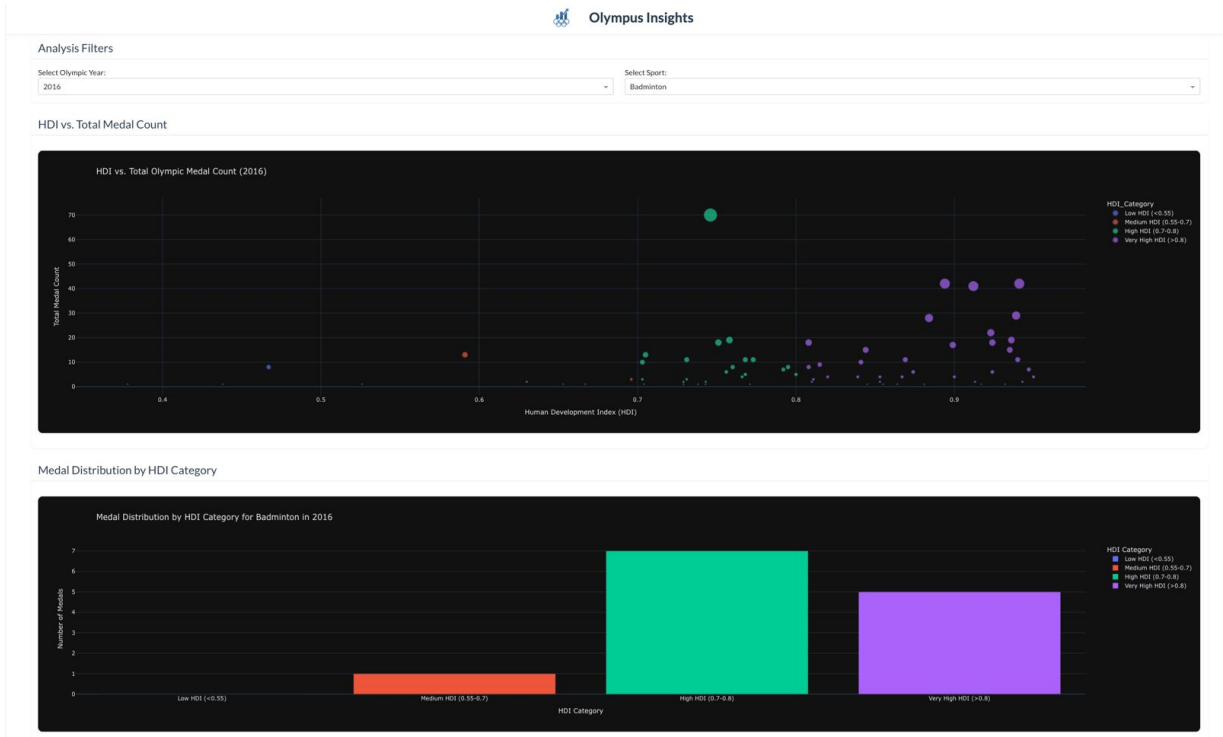 Olympus Insights
Analysis Filters
Select Olympic Year:
Select Sport:
2016
Badminton
HDI vs. Total Medal Count
HDI vs. Total Olympic Medal Count (2016)
HDI_Category
Low HDI (<0.55)
Medium HDI (0.55-0.7)
High HDI (0.7-0.8)
Very High HDI (>0.8)
Total Medal Count
70
60
50
40
30
20
10
0
0.4 0.5 0.6 0.7 0.8 0.9
Human Development Index (HDI)
Medal Distribution by HDI Category
Medal Distribution by HDI Category for Badminton in 2016
HDI Category
Low HDI (<0.55)
Medium HDI (0.55-0.7)
High HDI (0.7-0.8)
Very High HDI (>0.8)
Number of Medals
7
6
5
4
3
2
1
0
Low HDI (<0.55) Medium HDI (0.55-0.7) High HDI (0.7-0.8) Very High HDI (>0.8)
HDI Category